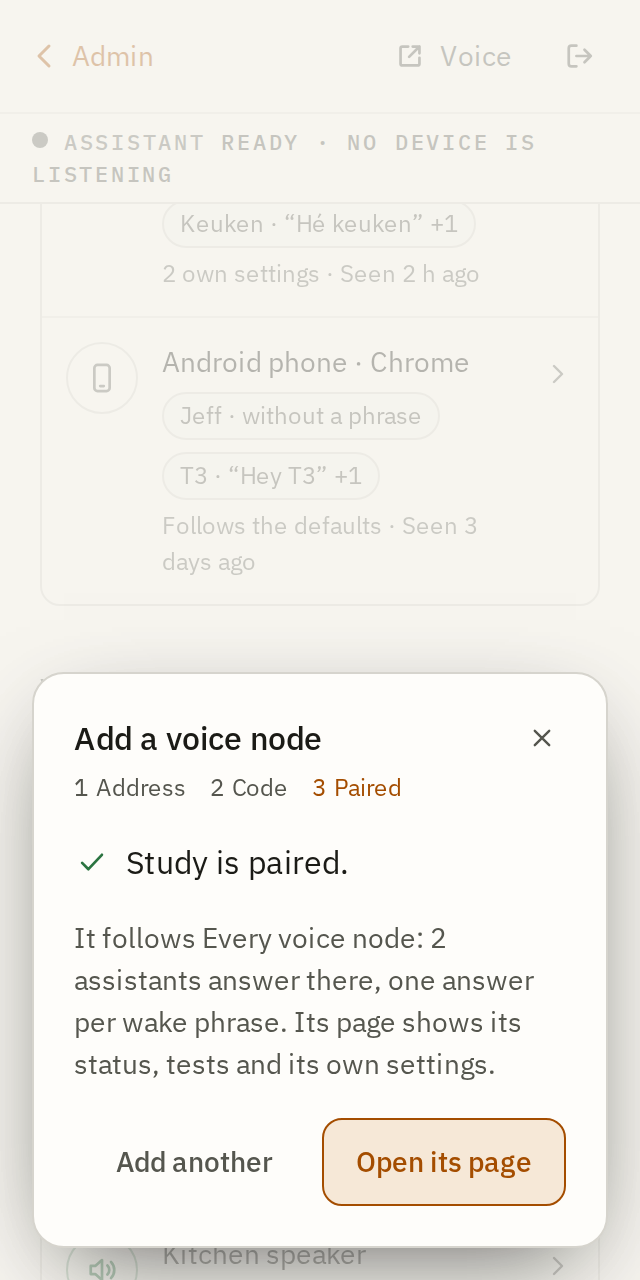 Admin
Voice
ASSISTANT READY · NO DEVICE IS
LISTENING
Keuken · “Hé keuken” +1
2 own settings · Seen 2 h ago
Android phone · Chrome
Jeff · without a phrase
T3 · “Hey T3” +1
Follows the defaults · Seen 3
days ago
Add a voice node
1 Address 2 Code 3 Paired
Study is paired.
It follows Every voice node: 2
assistants answer there, one answer
per wake phrase. Its page shows its
status, tests and its own settings.
Add another
Open its page
Kitchen speaker